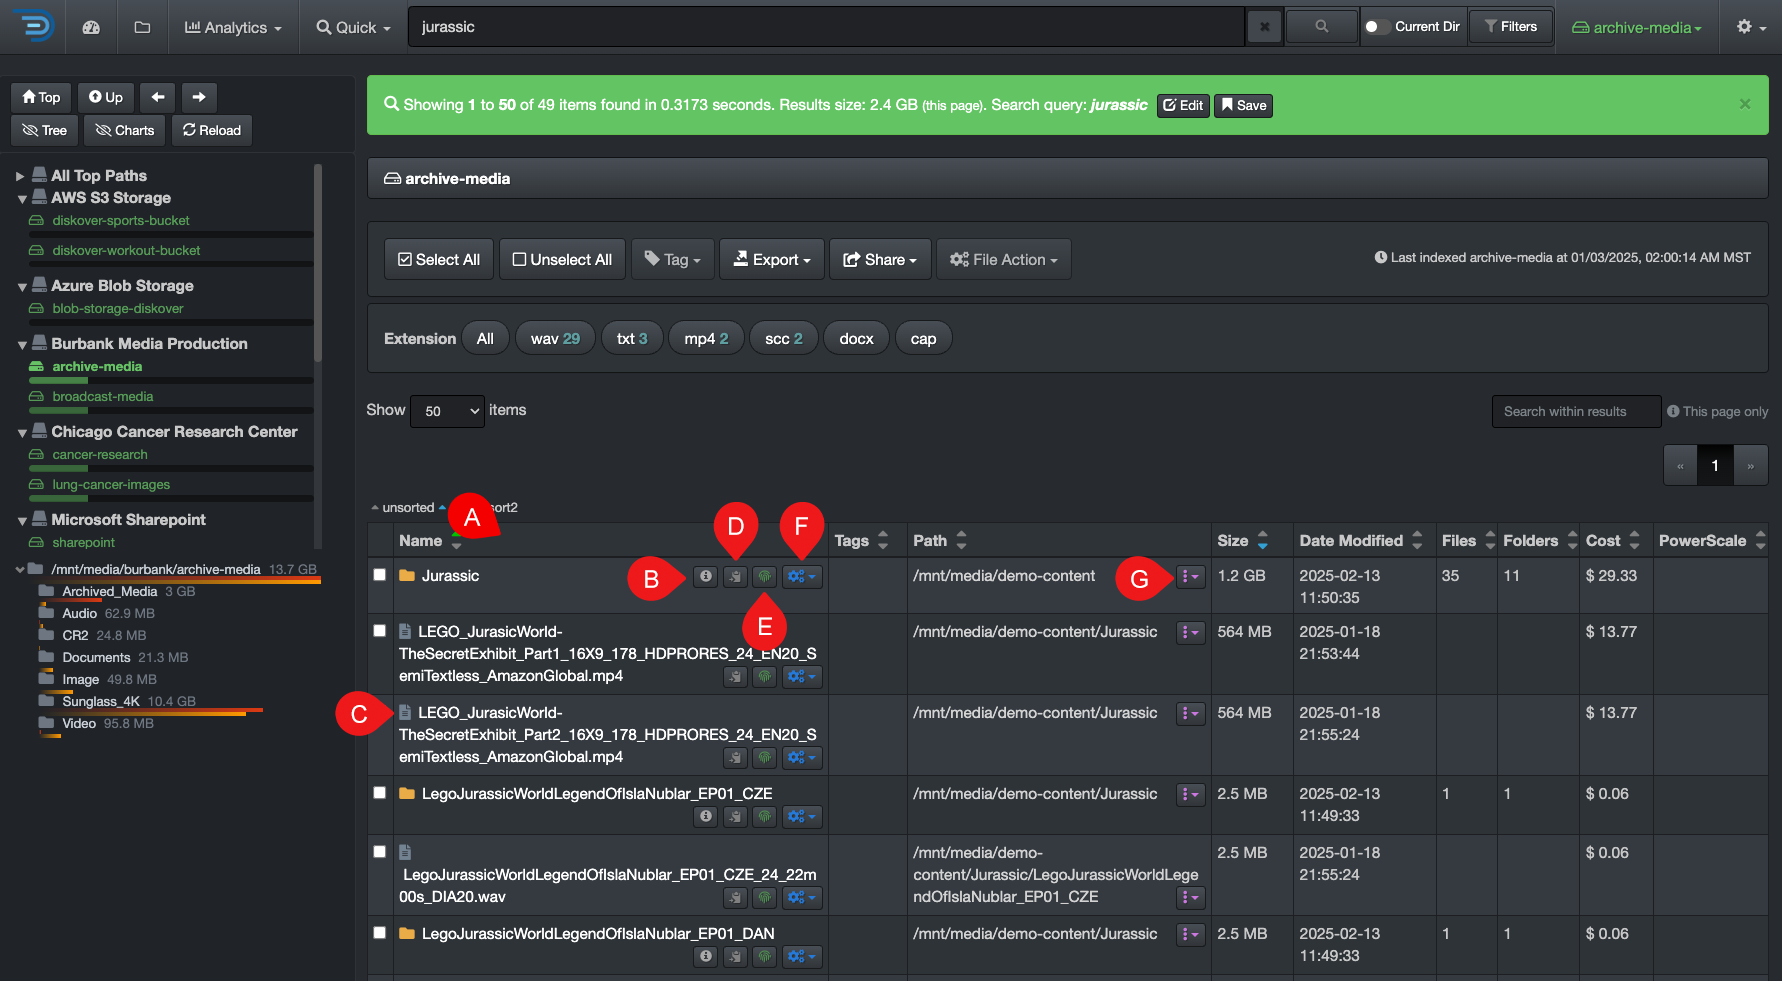 Analytics
Quick
jurassic
Current Dir
Filters
archive-media
Top
Up
Tree
Charts
Reload
All Top Paths
AWS S3 Storage
diskover-sports-bucket
diskover-workout-bucket
Azure Blob Storage
blob-storage-diskover
Burbank Media Production
archive-media
broadcast-media
Chicago Cancer Research Center
cancer-research
lung-cancer-images
Microsoft Sharepoint
sharepoint
/mnt/media/burbank/archive-media 13.7 GB
Archived_Media 3 GB
Audio 62.9 MB
CR2 24.8 MB
Documents 21.3 MB
Image 49.8 MB
Sunglass_4K 10.4 GB
Video 95.8 MB
Showing 1 to 50 of 49 items found in 0.3173 seconds. Results size: 2.4 GB (this page). Search query: jurassic Edit Save ×
archive-media
Select All Unselect All Tag Export Share File Action
Last indexed archive-media at 01/03/2025, 02:00:14 AM MST
Extension All wav 29 txt 3 mp4 2 scc 2 docx cap
Show 50 items
Search within results This page only
« 1 »
unsorted sort2
A
B
C
D
E
F
G
Name Tags Path Size Date Modified Files Folders Cost PowerScale
Jurassic /mnt/media/demo-content 1.2 GB 2025-02-13 35 11 $ 29.33
11:50:35
LEGO_JurasicWorld- /mnt/media/demo-content/Jurassic 564 MB 2025-01-18 $ 13.77
TheSecretExhibit_Part1_16X9_178_HDPRORES_24_EN20_S 21:53:44
emiTextless_AmazonGlobal.mp4
LEGO_JurasicWorld- /mnt/media/demo-content/Jurassic 564 MB 2025-01-18 $ 13.77
TheSecretExhibit_Part2_16X9_178_HDPRORES_24_EN20_S 21:55:24
emiTextless_AmazonGlobal.mp4
LegoJurassicWorldLegendOfIslaNublar_EP01_CZE /mnt/media/demo-content/Jurassic 2.5 MB 2025-02-13 1 1 $ 0.06
11:49:33
/mnt/media/demo- 2.5 MB 2025-01-18 $ 0.06
LegoJurassicWorldLegendOfIslaNublar_EP01_CZE_24_22m content/Jurassic/LegoJurassicWorldLege 21:55:24
00s_DIA20.wav ndOfIslaNublar_EP01_CZE
LegoJurassicWorldLegendOfIslaNublar_EP01_DAN /mnt/media/demo-content/Jurassic 2.5 MB 2025-02-13 1 1 $ 0.06
11:49:33